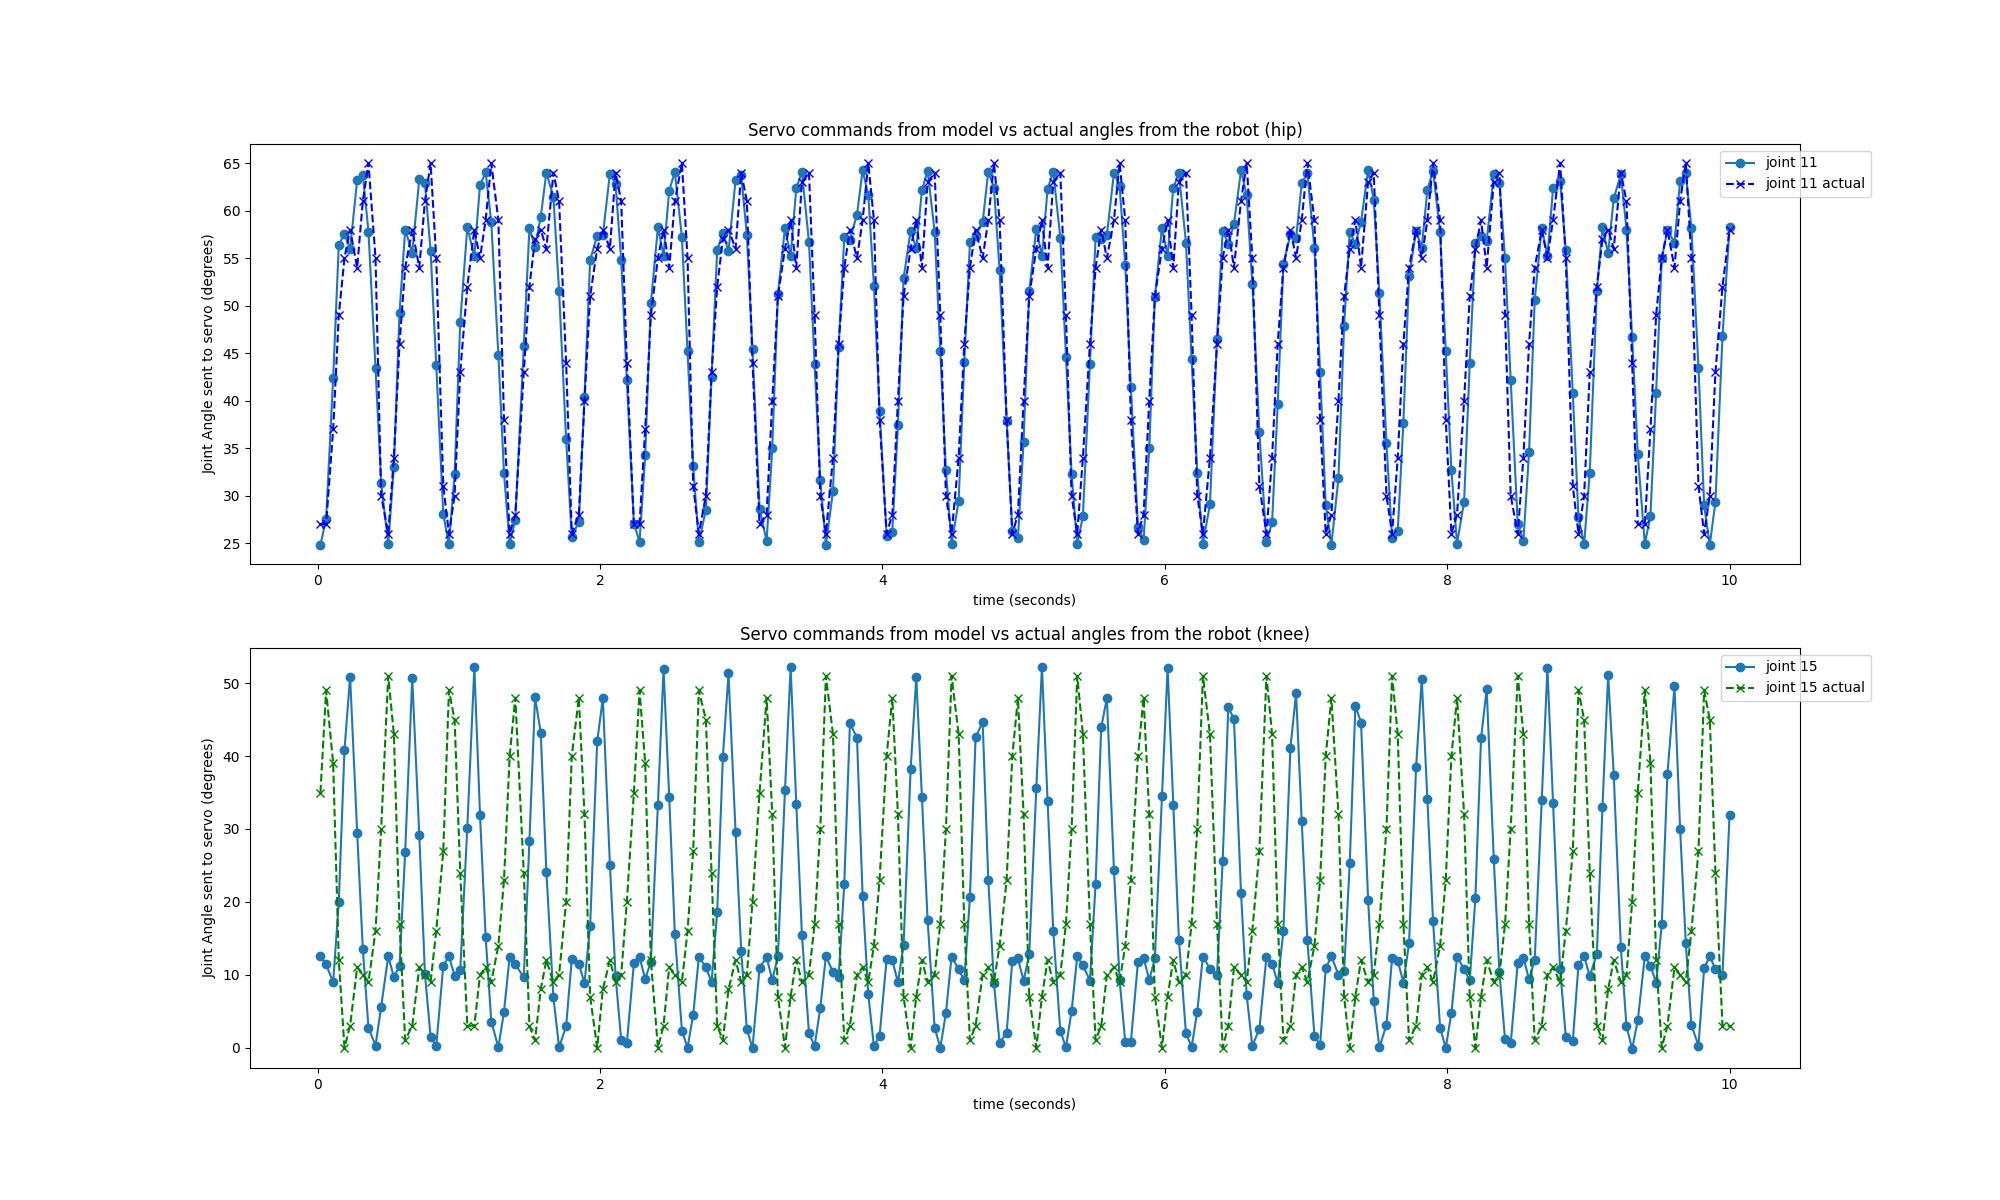 Servo commands from model vs actual angles from the robot (hip)
joint 11
joint 11 actual
Joint Angle sent to servo (degrees)
65
60
55
50
45
40
35
30
25
0 2 4 6 8 10
time (seconds)
Servo commands from model vs actual angles from the robot (knee)
joint 15
joint 15 actual
Joint Angle sent to servo (degrees)
50
40
30
20
10
0
0 2 4 6 8 10
time (seconds)